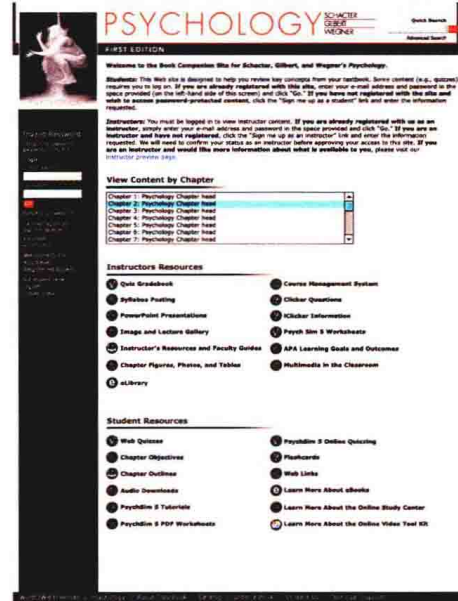 PSYCHOLOGY
SCHACTER
GILBERT
WEGNER
Quick Search
Advanced Search
FIRST EDITION
Welcome to the Book Companion Site for Schacter, Gilbert, and Wegner's Psychology.
Students: This Web site is designed to help you review key concepts from your textbook. Some content (e.g., quizzes)
requires you to log on. If you are already registered with this site, enter your e-mail address and password in the
space provided (on the left-hand side of this screen) and click "Go." If you have not registered with the site and
wish to access password-protected content, click the "Sign me up as a student" link and enter the information
requested.
Instructors: You must be logged in to view instructor content. If you are already registered with us as an
instructor, simply enter your e-mail address and password in the space provided and click "Go." If you are an
instructor and have not registered, click the "Sign me up as an instructor" link and enter the information
requested. We will need to confirm your status as an instructor before approving your access to this site. If you
are an instructor and would like more information about what is available to you, please visit our
instructor preview page.
View Content by Chapter
Chapter 1: Psychology Chapter head
Chapter 2: Psychology Chapter head
Chapter 3: Psychology Chapter head
Chapter 4: Psychology Chapter head
Chapter 5: Psychology Chapter head
Chapter 6: Psychology Chapter head
Chapter 7: Psychology Chapter head
Instructors Resources
Quiz Gradebook
Syllabus Posting
PowerPoint Presentations
Image and Lecture Gallery
Instructor's Resources and Faculty Guides
Chapter Figures, Photos, and Tables
eLibrary
Course Management System
Clicker Questions
iClicker Information
Psych Sim 5 Worksheets
APA Learning Goals and Outcomes
Multimedia in the Classroom
Student Resources
Web Quizzes
Chapter Objectives
Chapter Outlines
Audio Downloads
PsychSim 5 Tutorials
PsychSim 5 PDF Worksheets
PsychSim 5 Online Quizzing
Flashcards
Web Links
Learn More About eBooks
Learn More About the Online Study Center
Learn More About the Online Video Tool Kit